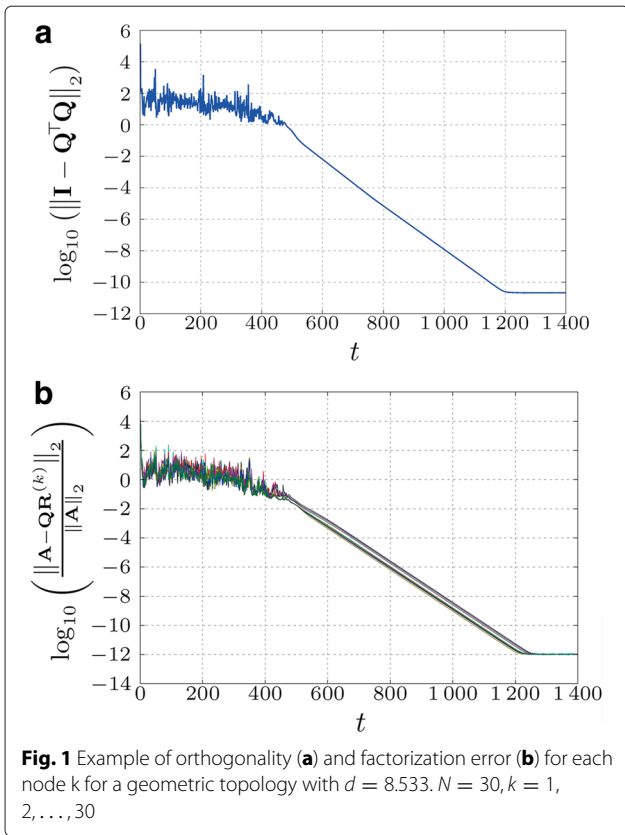 a
6
4
2
0
−2
−4
−6
−8
−10
−12
log10 (||I − Q⊤Q||2)
0 200 400 600 800 1 000 1 200 1 400
t
b
6
4
2
0
−2
−4
−6
−8
−10
−12
−14
log10 (||A−QR(k)||2 / ||A||2)
0 200 400 600 800 1 000 1 200 1 400
t
Fig. 1 Example of orthogonality (a) and factorization error (b) for each
node k for a geometric topology with d = 8.533. N = 30, k = 1,
2, . . . , 30